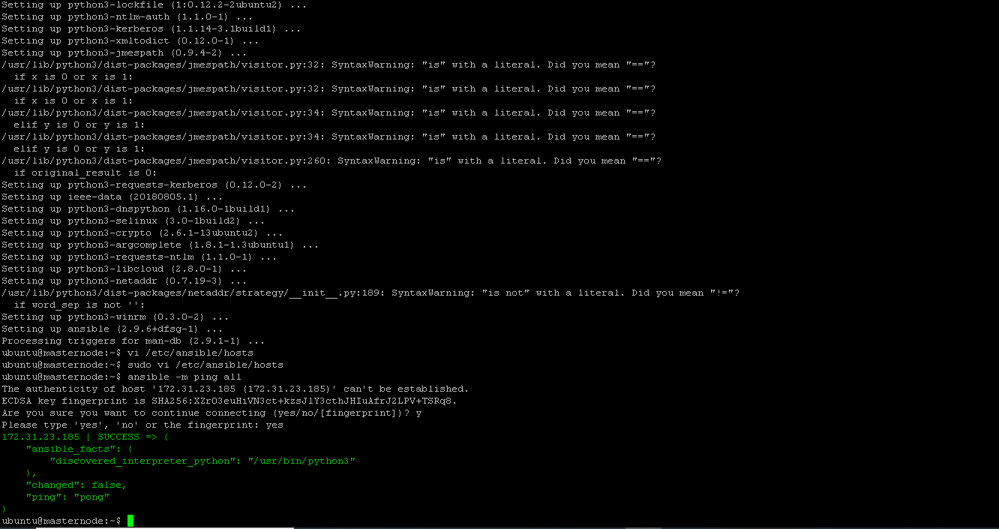 Setting up python3-lockfile (1:0.12.2-2ubuntu2) ...
Setting up python3-ntlm-auth (1.1.0-1) ...
Setting up python3-kerberos (1.1.14-3.1build1) ...
Setting up python3-xmltodict (0.12.0-1) ...
Setting up python3-jmespath (0.9.4-2) ...
/usr/lib/python3/dist-packages/jmespath/visitor.py:32: SyntaxWarning: "is" with a literal. Did you mean "=="?
  if x is 0 or x is 1:
/usr/lib/python3/dist-packages/jmespath/visitor.py:32: SyntaxWarning: "is" with a literal. Did you mean "=="?
  if x is 0 or x is 1:
/usr/lib/python3/dist-packages/jmespath/visitor.py:34: SyntaxWarning: "is" with a literal. Did you mean "=="?
  elif y is 0 or y is 1:
/usr/lib/python3/dist-packages/jmespath/visitor.py:34: SyntaxWarning: "is" with a literal. Did you mean "=="?
  elif y is 0 or y is 1:
/usr/lib/python3/dist-packages/jmespath/visitor.py:260: SyntaxWarning: "is" with a literal. Did you mean "=="?
  if original_result is 0:
Setting up python3-requests-kerberos (0.12.0-2) ...
Setting up ieee-data (20180805.1) ...
Setting up python3-dnspython (1.16.0-1build1) ...
Setting up python3-selinux (3.0-1build2) ...
Setting up python3-crypto (2.6.1-13ubuntu2) ...
Setting up python3-argcomplete (1.8.1-1.3ubuntu1) ...
Setting up python3-requests-ntlm (1.1.0-1) ...
Setting up python3-libcloud (2.8.0-1) ...
Setting up python3-netaddr (0.7.19-3) ...
/usr/lib/python3/dist-packages/netaddr/strategy/__init__.py:189: SyntaxWarning: "is not" with a literal. Did you mean "!="?
  if word_sep is not '':
Setting up python3-winrm (0.3.0-2) ...
Setting up ansible (2.9.6+dfsg-1) ...
Processing triggers for man-db (2.9.1-1) ...
ubuntu@masternode:~$ vi /etc/ansible/hosts
ubuntu@masternode:~$ sudo vi /etc/ansible/hosts
ubuntu@masternode:~$ ansible -m ping all
The authenticity of host '172.31.23.185 (172.31.23.185)' can't be established.
ECDSA key fingerprint is SHA256:XZrO3euHiVN3ct+kzsJlY3cthJHIuAfrJ2LPV+TSRq8.
Are you sure you want to continue connecting (yes/no/[fingerprint])? y
Please type 'yes', 'no' or the fingerprint: yes
172.31.23.185 | SUCCESS => {
    "ansible_facts": {
        "discovered_interpreter_python": "/usr/bin/python3"
    },
    "changed": false,
    "ping": "pong"
}
ubuntu@masternode:~$